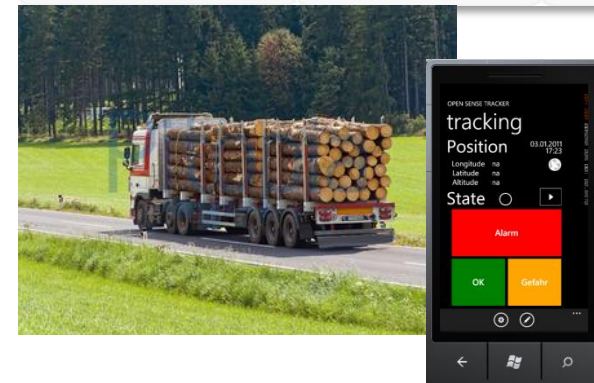 OPEN SENSE TRACKER
tracking
Position 03.01.2011
17:23
Longitude na
Latitude na
Altitude na
State
Alarm
OK Gefahr